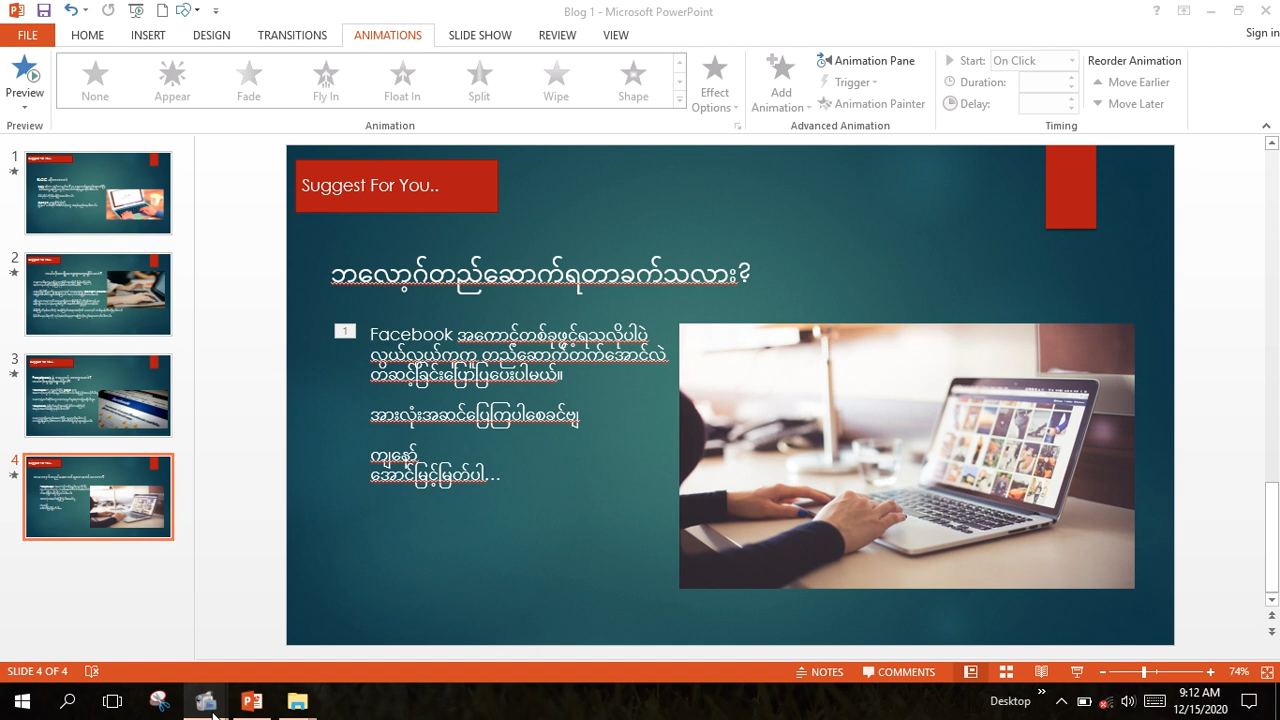 Blog 1 - Microsoft PowerPoint
FILE HOME INSERT DESIGN TRANSITIONS ANIMATIONS SLIDE SHOW REVIEW VIEW Sign in
Preview
None Appear Fade Fly In Float In Split Wipe Shape
Effect Options
Add Animation
Animation Pane
Trigger
Animation Painter
Start: On Click
Duration:
Delay:
Reorder Animation
Move Earlier
Move Later
Preview Animation Advanced Animation Timing
1
2
3
4
Suggest For You..
ဘလော့ဂ်တည်ဆောက်ရတာခက်သလား?
1
Facebook အကောင့်တစ်ခုဖွင့်ရသလိုပါပဲ
လွယ်လွယ်ကူကူ တည်ဆောက်တက်အောင်လဲ
တဆင့်ခြင်းပြောပြပေးပါမယ်။
အားလုံးအဆင်ပြေကြပါစေခင်ဗျ
ကျနော်
အောင်မြင့်မြတ်ပါ...
SLIDE 4 OF 4 NOTES COMMENTS 74%
Desktop
9:12 AM
12/15/2020